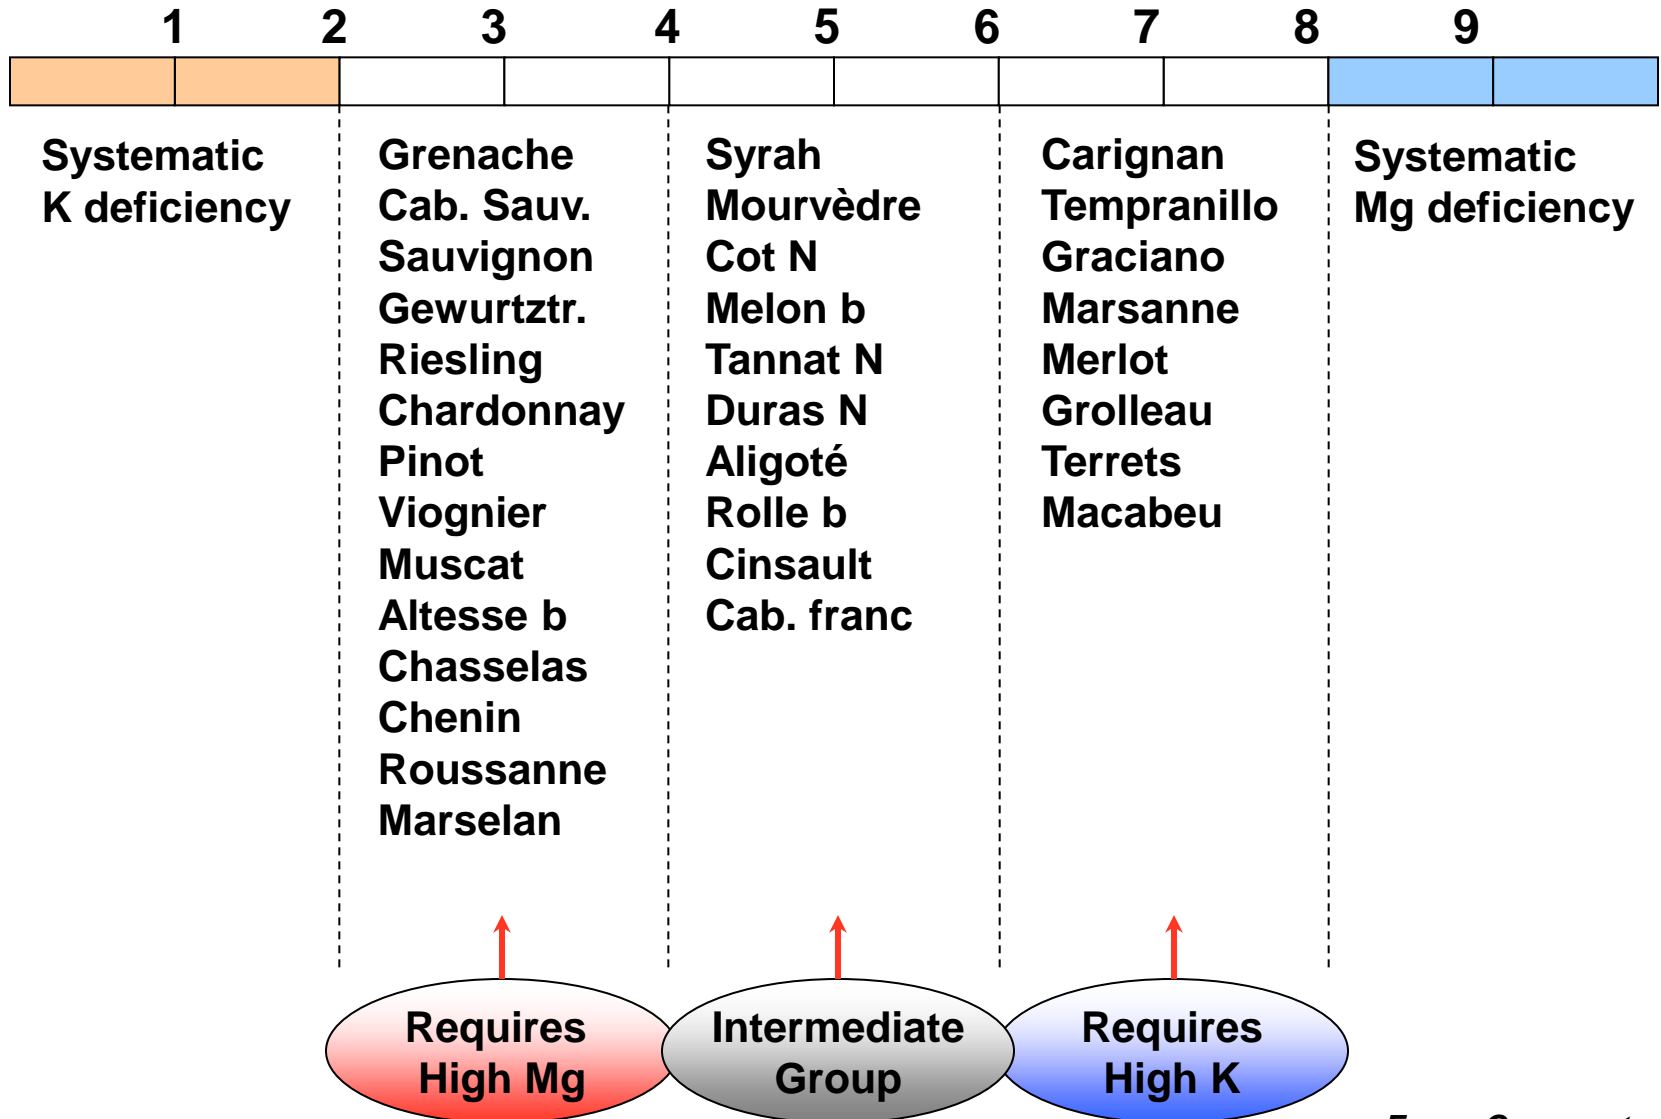 1 2 3 4 5 6 7 8 9
Systematic
K deficiency
Grenache
Cab. Sauv.
Sauvignon
Gewurtztr.
Riesling
Chardonnay
Pinot
Viognier
Muscat
Altesse b
Chasselas
Chenin
Roussanne
Marselan
Syrah
Mourvèdre
Cot N
Melon b
Tannat N
Duras N
Aligoté
Rolle b
Cinsault
Cab. franc
Carignan
Tempranillo
Graciano
Marsanne
Merlot
Grolleau
Terrets
Macabeu
Systematic
Mg deficiency
Requires
High Mg
Intermediate
Group
Requires
High K